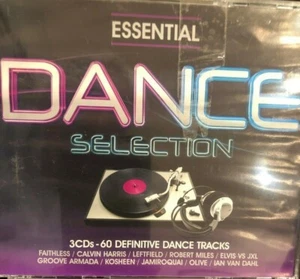 ESSENTIAL
DANCE
SELECTION
3CDs - 60 DEFINITIVE DANCE TRACKS
FAITHLESS / CALVIN HARRIS / LEFTFIELD / ROBERT MILES / ELVIS VS JXL
GROOVE ARMADA / KOSHEEN / JAMIROQUAI / OLIVE / IAN VAN DAHL